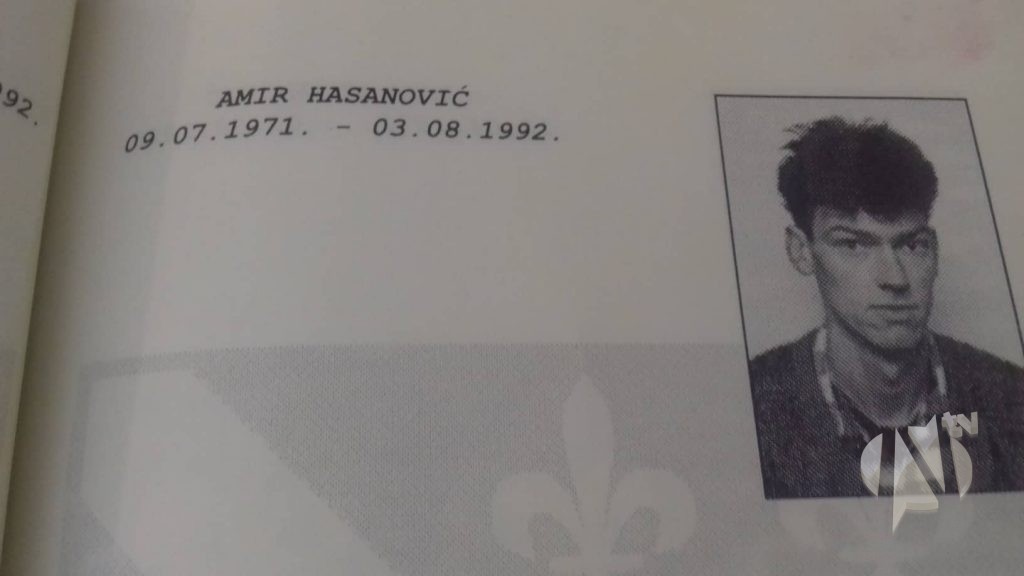 92.
AMIR HASANOVIĆ
09.07.1971. - 03.08.1992.
tv